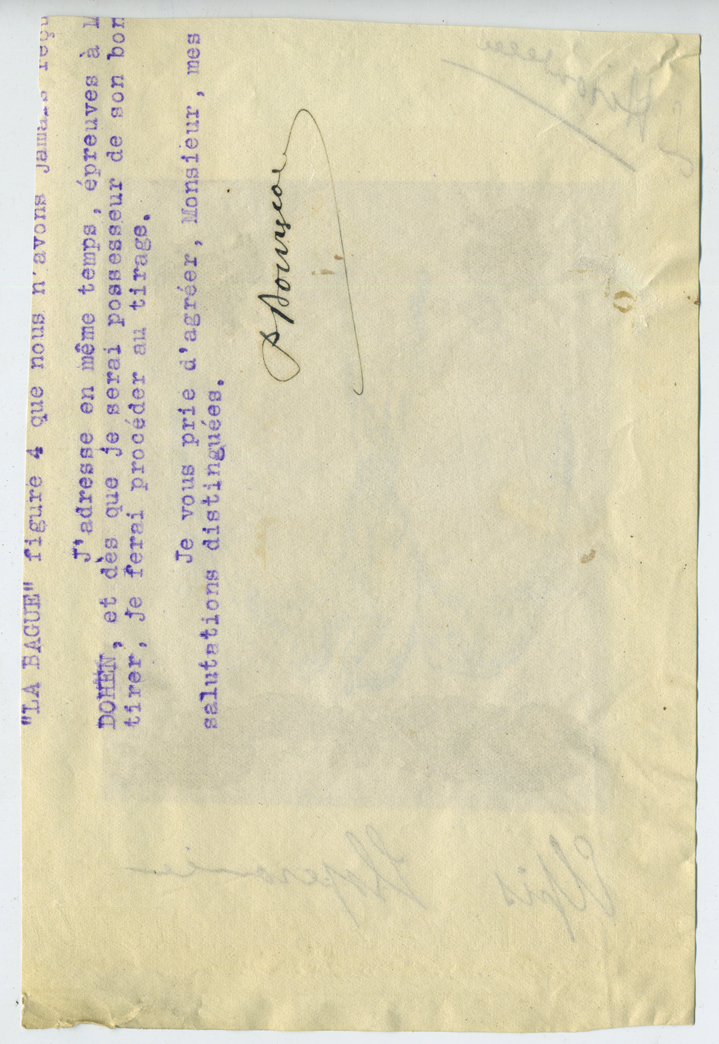 "LA BAGUE" figure 4 que nous n'avons jamais reçu
J'adresse en même temps, épreuves à M
DOHEN, et dès que je serai possesseur de son bon
tirer, je ferai procéder au tirage.
Je vous prie d'agréer, Monsieur, mes
salutations distinguées.